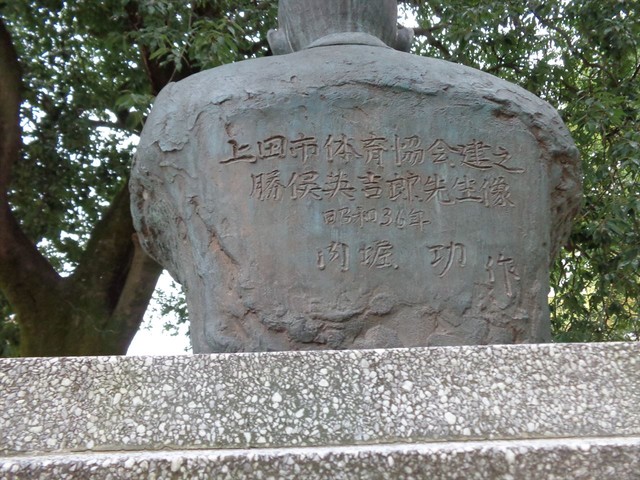 上田市体育協会建之
勝俣英吉郎先生像
昭和36年
内堀 功 作